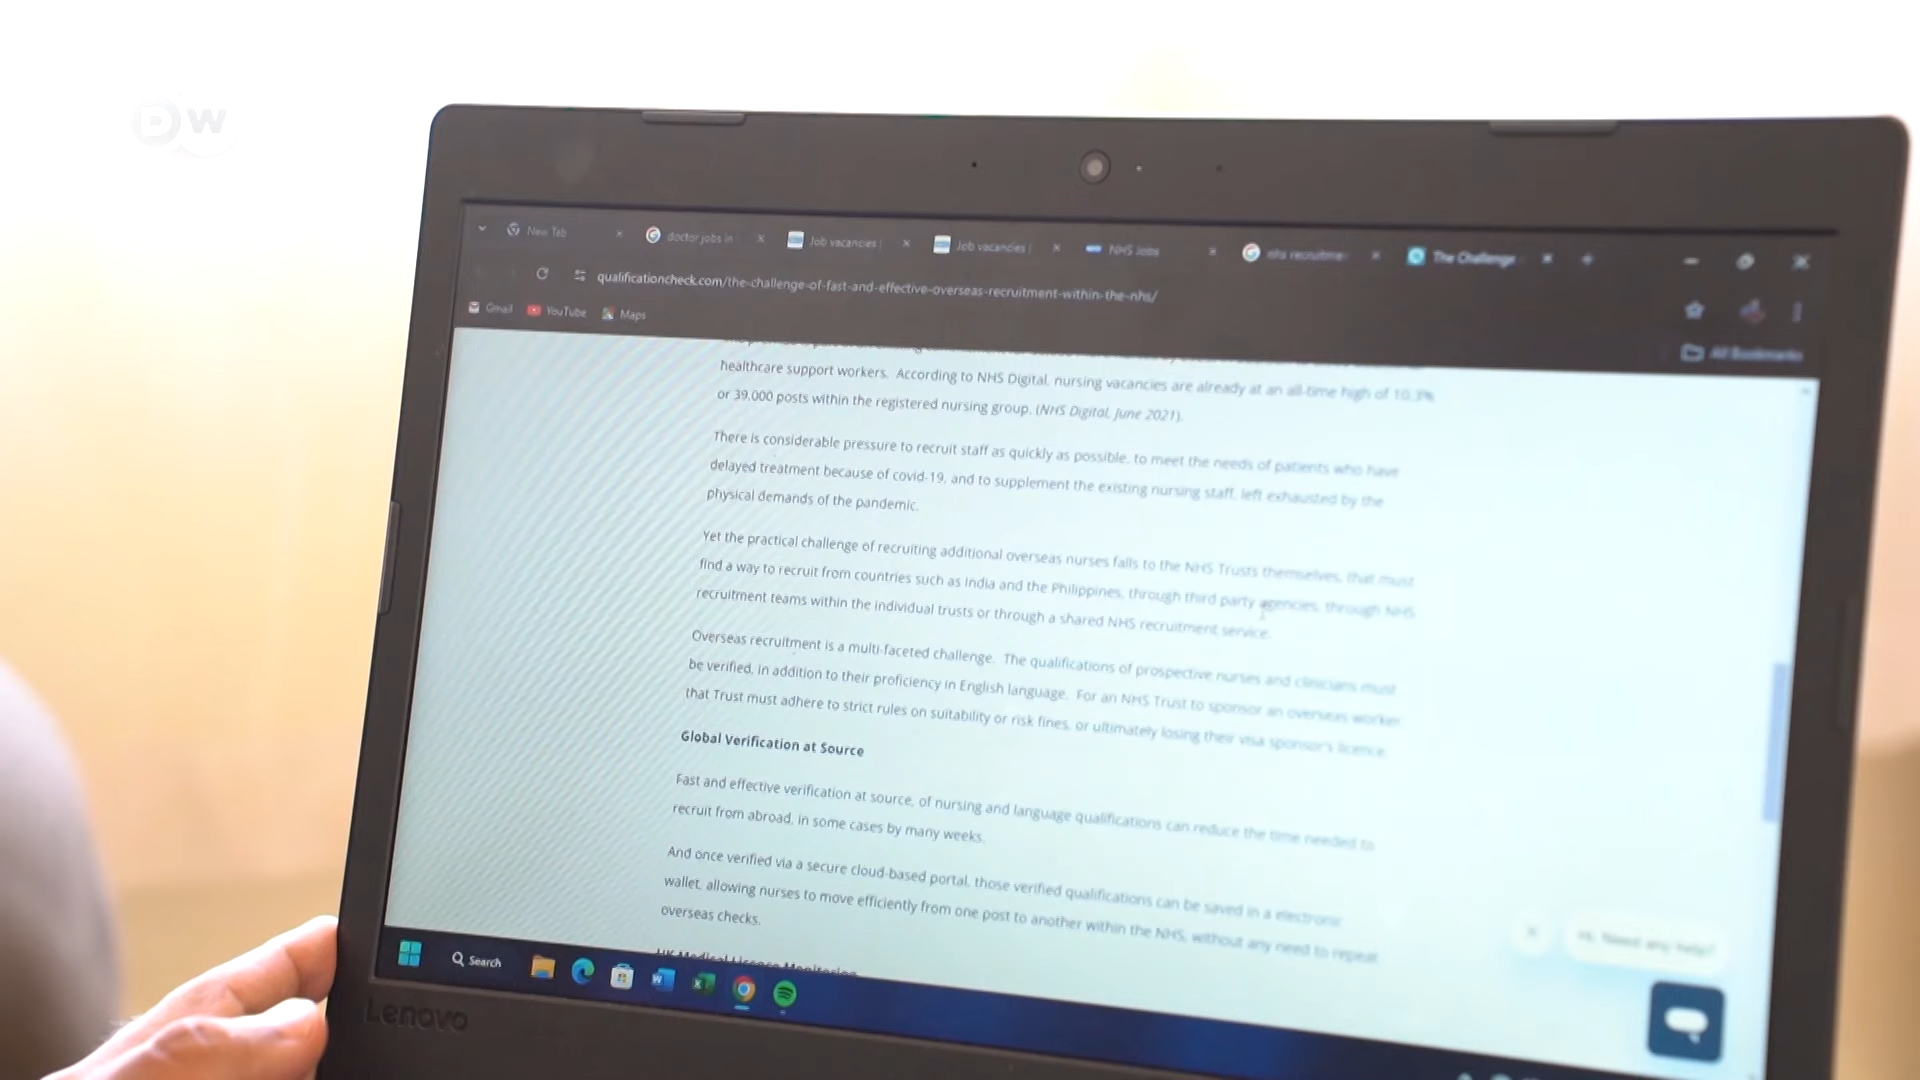 DW
New Tab
doctor jobs in
Job vacancies |
Job vacancies |
NHS Jobs
nhs recruitme
The Challenge
qualificationcheck.com/the-challenge-of-fast-and-effective-overseas-recruitment-within-the-nhs/
Gmail
YouTube
Maps
All Bookmarks
healthcare support workers. According to NHS Digital, nursing vacancies are already at an all-time high of 10.3%
or 39,000 posts within the registered nursing group. (NHS Digital, June 2021).
There is considerable pressure to recruit staff as quickly as possible, to meet the needs of patients who have
delayed treatment because of covid-19, and to supplement the existing nursing staff, left exhausted by the
physical demands of the pandemic.
Yet the practical challenge of recruiting additional overseas nurses falls to the NHS Trusts themselves, that must
find a way to recruit from countries such as India and the Philippines, through third party agencies, through NHS
recruitment teams within the individual trusts or through a shared NHS recruitment service.
Overseas recruitment is a multi-faceted challenge. The qualifications of prospective nurses and clinicians must
be verified, in addition to their proficiency in English language. For an NHS Trust to sponsor an overseas worker
that Trust must adhere to strict rules on suitability or risk fines, or ultimately losing their visa sponsor's licence.
Global Verification at Source
Fast and effective verification at source, of nursing and language qualifications can reduce the time needed to
recruit from abroad, in some cases by many weeks.
And once verified via a secure cloud-based portal, those verified qualifications can be saved in a electronic
wallet, allowing nurses to move efficiently from one post to another within the NHS, without any need to repeat
overseas checks.
UK Medical Licence Monitoring
Hi. Need any help?
Search
Lenovo